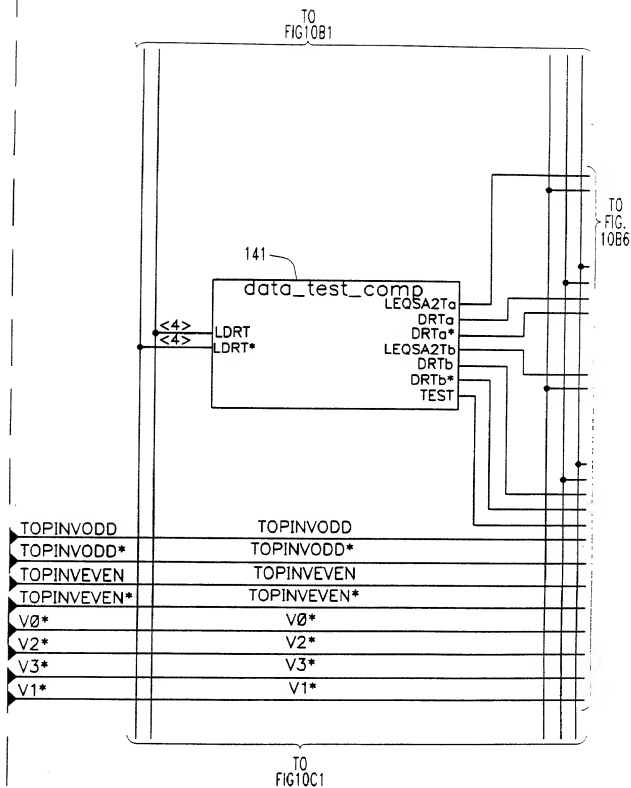 TO
FIG10B1
TO
FIG.
10B6
141
data_test_comp
LEQSA2Ta
<4> LDRT DRTa
<4> LDRT* DRTa*
LEQSA2Tb
DRTb
DRTb*
TEST
TOPINVODD TOPINVODD
TOPINVODD* TOPINVODD*
TOPINVEVEN TOPINVEVEN
TOPINVEVEN* TOPINVEVEN*
VØ* VØ*
V2* V2*
V3* V3*
V1* V1*
TO
FIG10C1